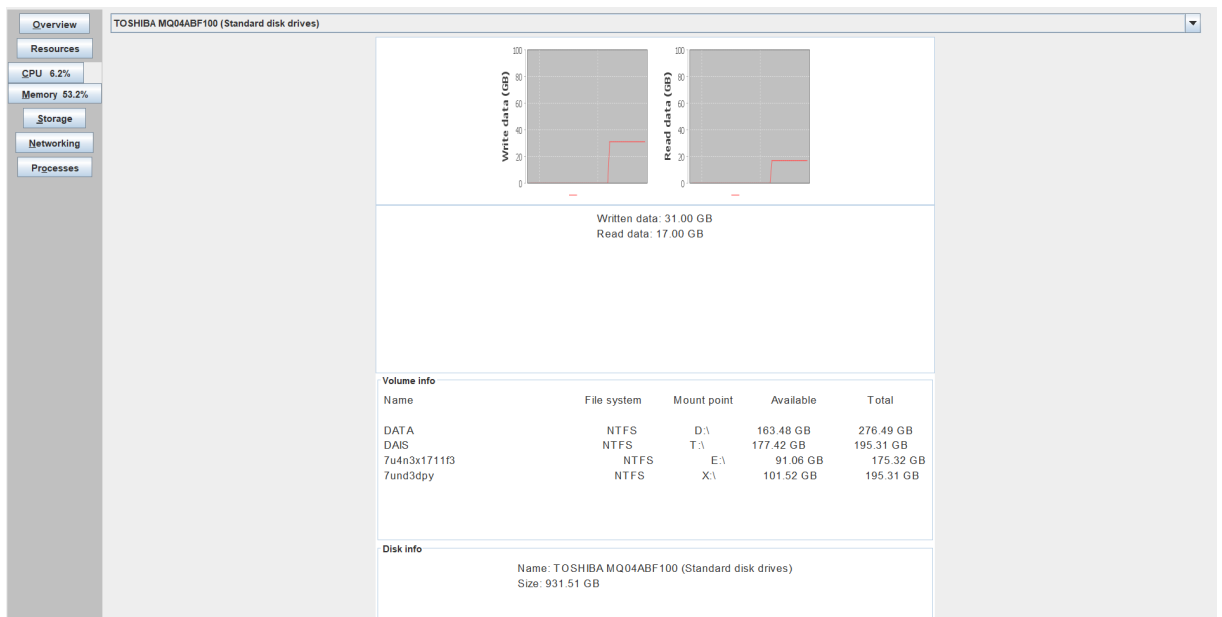 Overview
Resources
CPU 6.2%
Memory 53.2%
Storage
Networking
Processes
TOSHIBA MQ04ABF100 (Standard disk drives)
Write data (GB)
100
80
60
40
20
0
Read data (GB)
100
80
60
40
20
0
Written data: 31.00 GB
Read data: 17.00 GB
Volume info
Name File system Mount point Available Total
DATA NTFS D:\ 163.48 GB 276.49 GB
DAIS NTFS T:\ 177.42 GB 195.31 GB
7u4n3x1711f3 NTFS E:\ 91.06 GB 175.32 GB
7und3dpy NTFS X:\ 101.52 GB 195.31 GB
Disk info
Name: TOSHIBA MQ04ABF100 (Standard disk drives)
Size: 931.51 GB